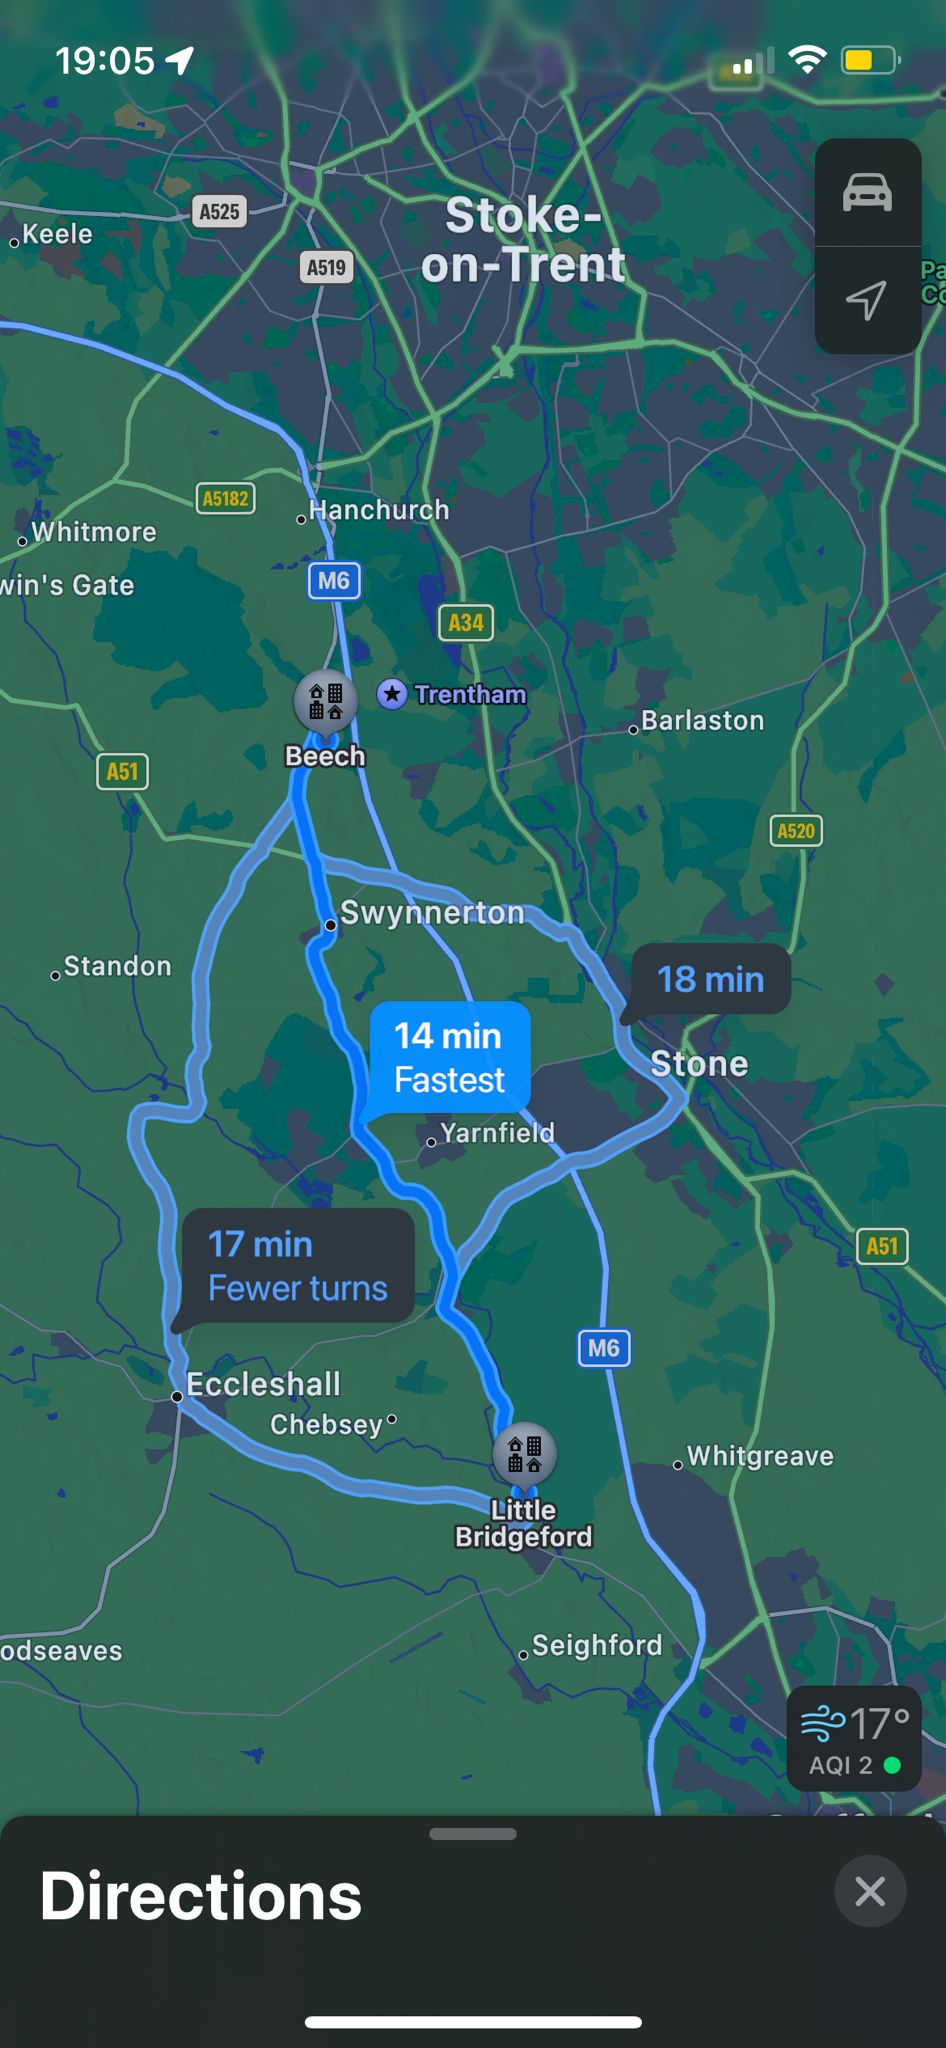 19:05
A525
Keele
Stoke-
on-Trent
A519
Pa
Co
A5182
Hanchurch
Whitmore
win's Gate
M6
A34
Trentham
Barlaston
Beech
A51
A520
Swynnerton
Standon
18 min
14 min
Fastest
Stone
Yarnfield
17 min
Fewer turns
A51
M6
Eccleshall
Chebsey
Whitgreave
Little
Bridgeford
odseaves
Seighford
17°
AQI 2
Directions